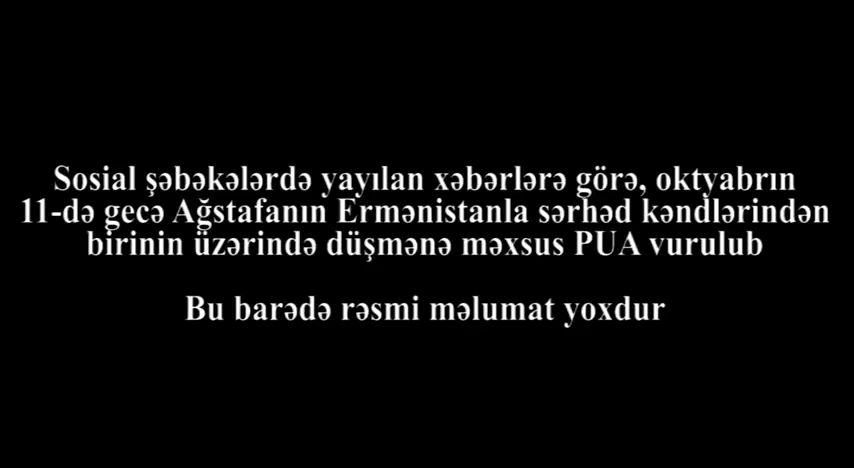 Sosial şəbəkələrdə yayılan xəbərlərə görə, oktyabrın
11-də gecə Ağstafanın Ermənistanla sərhəd kəndlərindən
birinin üzərində düşmənə məxsus PUA vurulub
Bu barədə rəsmi məlumat yoxdur